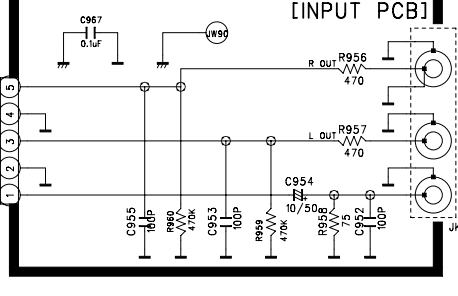 [INPUT PCB]
C967
0.1uF
JW90
R OUT
R956
470
5
4
3
L OUT
R957
470
2
1
C954
10/50
C955
100P
R960
470K
C953
100P
R959
470K
R958
75
C952
100P
JK